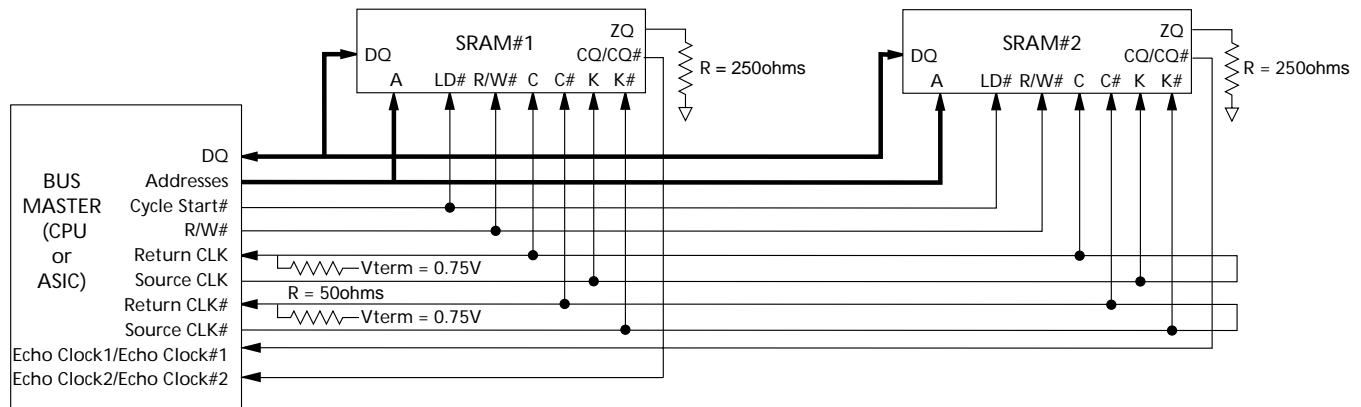 SRAM#1
ZQ
CQ/CQ#
DQ
A LD# R/W# C C# K K#
R = 250ohms
SRAM#2
ZQ
CQ/CQ#
DQ
A LD# R/W# C C# K K#
R = 250ohms
BUS
MASTER
(CPU
or
ASIC)
DQ
Addresses
Cycle Start#
R/W#
Return CLK
Source CLK
Return CLK#
Source CLK#
Echo Clock1/Echo Clock#1
Echo Clock2/Echo Clock#2
Vterm = 0.75V
R = 50ohms
Vterm = 0.75V